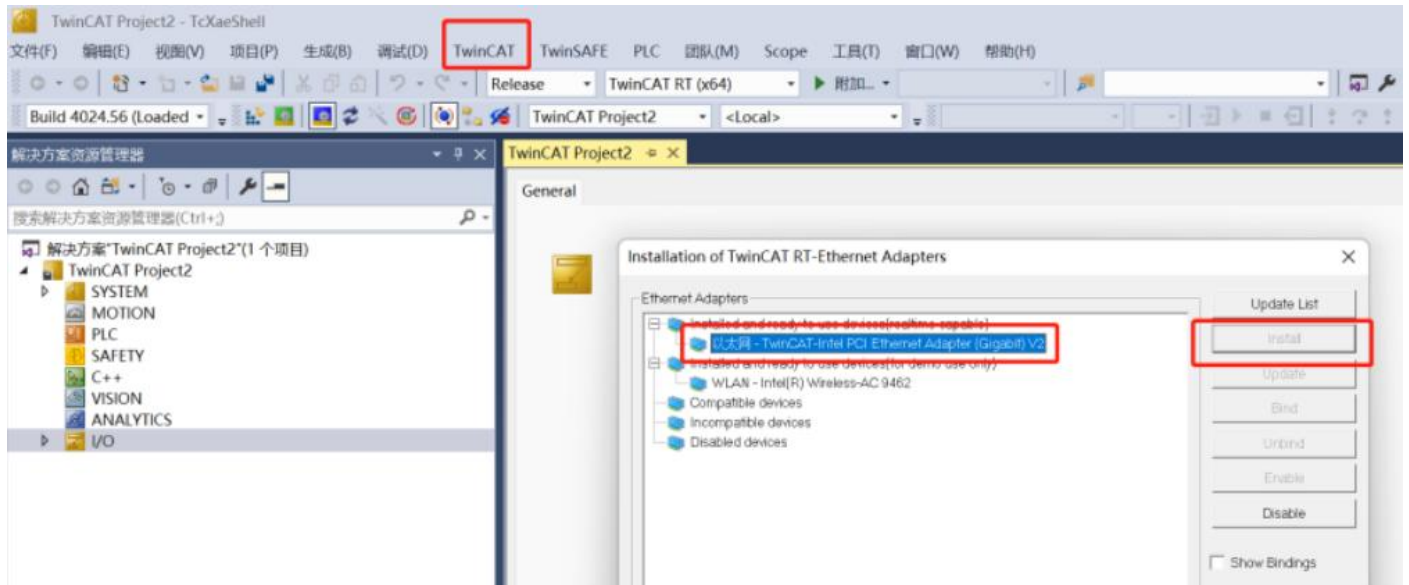 TwinCAT Project2 - TcXaeShell
文件(F) 编辑(E) 视图(V) 项目(P) 生成(B) 调试(D) TwinCAT TwinSAFE PLC 团队(M) Scope 工具(T) 窗口(W) 帮助(H)
Release TwinCAT RT (x64) 附加...
Build 4024.56 (Loaded TwinCAT Project2 <Local>
解决方案资源管理器
TwinCAT Project2
General
搜索解决方案资源管理器(Ctrl+;)
解决方案"TwinCAT Project2"(1 个项目)
TwinCAT Project2
SYSTEM
MOTION
PLC
SAFETY
C++
VISION
ANALYTICS
I/O
Installation of TwinCAT RT-Ethernet Adapters
Ethernet Adapters
Installed and ready to use devices(realtime capable)
以太网 - TwinCAT-Intel PCI Ethernet Adapter (Gigabit) V2
Installed and ready to use devices(for demo use only)
WLAN - Intel(R) Wireless-AC 9462
Compatible devices
Incompatible devices
Disabled devices
Update List
Install
Update
Bind
Unbind
Enable
Disable
Show Bindings